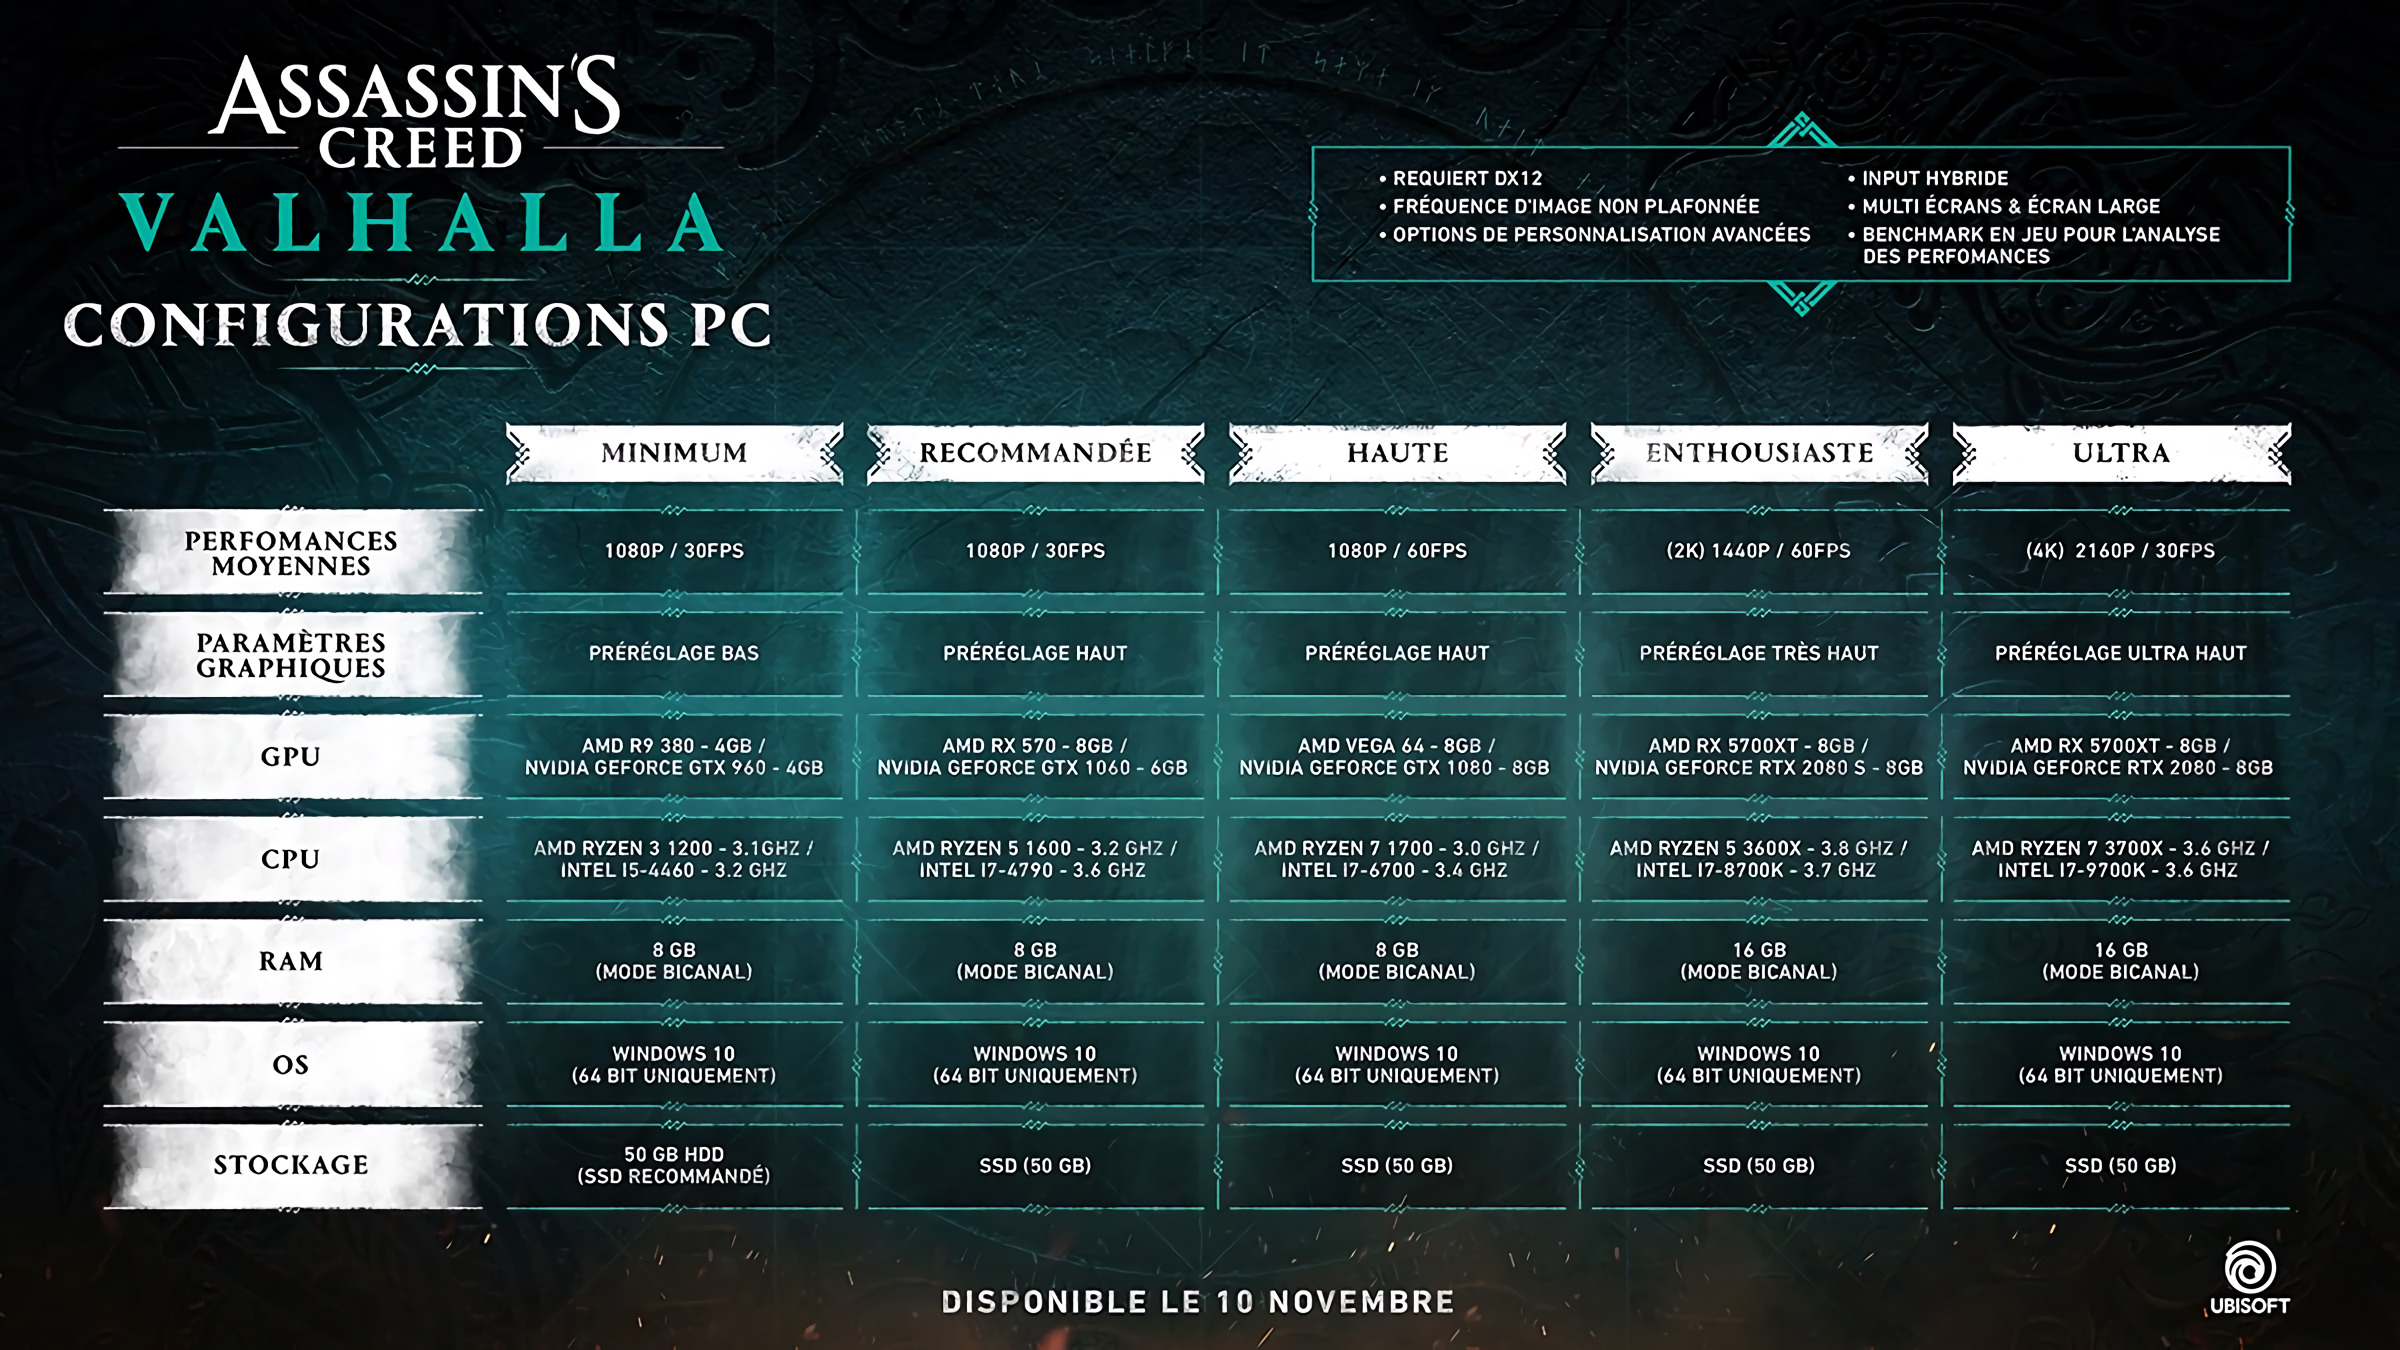 ASSASSIN'S
CREED
VALHALLA
CONFIGURATIONS PC
• REQUIERT DX12
• FRÉQUENCE D'IMAGE NON PLAFONNÉE
• OPTIONS DE PERSONNALISATION AVANCÉES
• INPUT HYBRIDE
• MULTI ÉCRANS & ÉCRAN LARGE
• BENCHMARK EN JEU POUR L'ANALYSE
DES PERFOMANCES
MINIMUM
RECOMMANDÉE
HAUTE
ENTHOUSIASTE
ULTRA
PERFOMANCES
MOYENNES
1080P / 30FPS
1080P / 30FPS
1080P / 60FPS
(2K) 1440P / 60FPS
(4K) 2160P / 30FPS
PARAMÈTRES
GRAPHIQUES
PRÉRÉGLAGE BAS
PRÉRÉGLAGE HAUT
PRÉRÉGLAGE HAUT
PRÉRÉGLAGE TRÈS HAUT
PRÉRÉGLAGE ULTRA HAUT
GPU
AMD R9 380 - 4GB /
NVIDIA GEFORCE GTX 960 - 4GB
AMD RX 570 - 8GB /
NVIDIA GEFORCE GTX 1060 - 6GB
AMD VEGA 64 - 8GB /
NVIDIA GEFORCE GTX 1080 - 8GB
AMD RX 5700XT - 8GB /
NVIDIA GEFORCE RTX 2080 S - 8GB
AMD RX 5700XT - 8GB /
NVIDIA GEFORCE RTX 2080 - 8GB
CPU
AMD RYZEN 3 1200 - 3.1GHZ /
INTEL I5-4460 - 3.2 GHZ
AMD RYZEN 5 1600 - 3.2 GHZ /
INTEL I7-4790 - 3.6 GHZ
AMD RYZEN 7 1700 - 3.0 GHZ /
INTEL I7-6700 - 3.4 GHZ
AMD RYZEN 5 3600X - 3.8 GHZ /
INTEL I7-8700K - 3.7 GHZ
AMD RYZEN 7 3700X - 3.6 GHZ /
INTEL I7-9700K - 3.6 GHZ
RAM
8 GB
(MODE BICANAL)
8 GB
(MODE BICANAL)
8 GB
(MODE BICANAL)
16 GB
(MODE BICANAL)
16 GB
(MODE BICANAL)
OS
WINDOWS 10
(64 BIT UNIQUEMENT)
WINDOWS 10
(64 BIT UNIQUEMENT)
WINDOWS 10
(64 BIT UNIQUEMENT)
WINDOWS 10
(64 BIT UNIQUEMENT)
WINDOWS 10
(64 BIT UNIQUEMENT)
STOCKAGE
50 GB HDD
(SSD RECOMMANDÉ)
SSD (50 GB)
SSD (50 GB)
SSD (50 GB)
SSD (50 GB)
DISPONIBLE LE 10 NOVEMBRE
UBISOFT